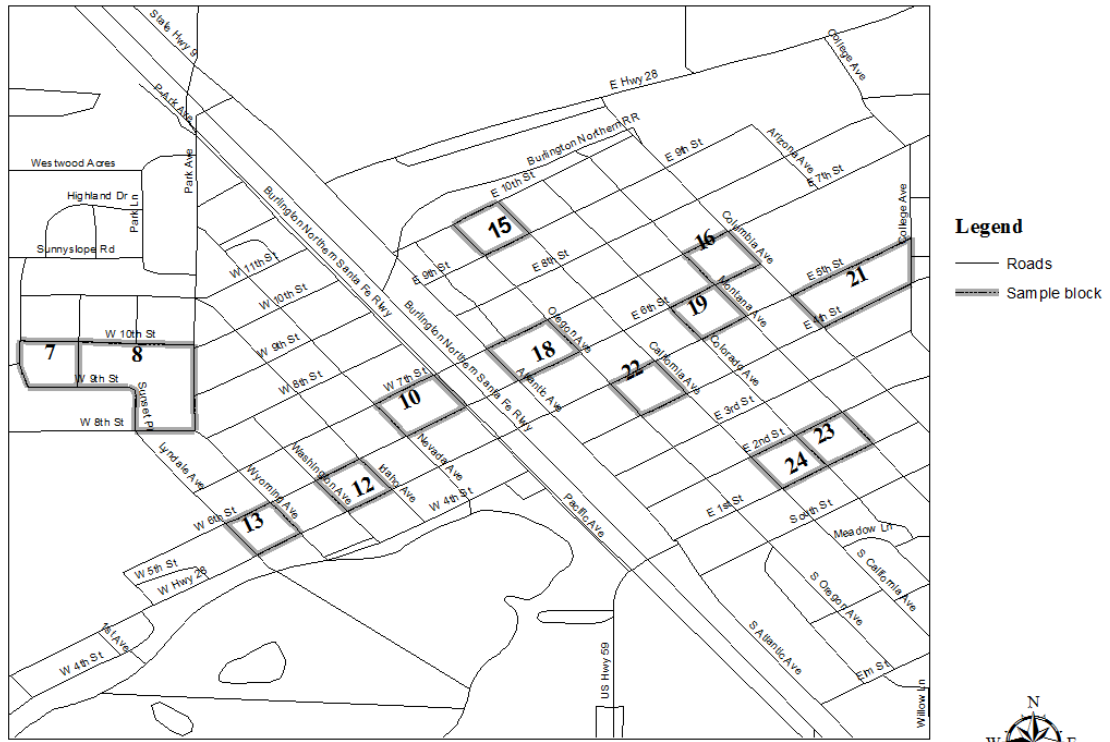 State Hwy 9
College Ave
E Hwy 28
P-Ark Ave
Burlington Northern RR
Arizona Ave
E 9th St
Westwood Acres
Park Ave
E 7th St
Highland Dr
Park Ln
E 10th St
Burlington Northern Santa Fe Rwy
15
Columbia Ave
College Ave
Legend
Sunnyslope Rd
W 11th St
E 9th St
E 8th St
16
Roads
E 5th St
21
Sample block
W 10th St
Burlington Northern Santa Fe Rwy
Oregon Ave
E 6th St
19
Montana Ave
E 4th St
W 10th St
7
8
W 9th St
18
Colorado Ave
W 9th St
Sunset Pl
W 8th St
W 7th St
10
Atlantic Ave
22
California Ave
E 3rd St
W 8th St
Lyndale Ave
Wyoming Ave
Washington Ave
Idaho Ave
Nevada Ave
E 2nd St
23
24
12
W 4th St
Pacific Ave
E 1st St
South St
W 6th St
13
Meadow Ln
W 5th St
W Hwy 28
S California Ave
S Oregon Ave
1st Ave
W 4th St
S Atlantic Ave
Elm St
US Hwy 59
Willow Ln
N
W
E